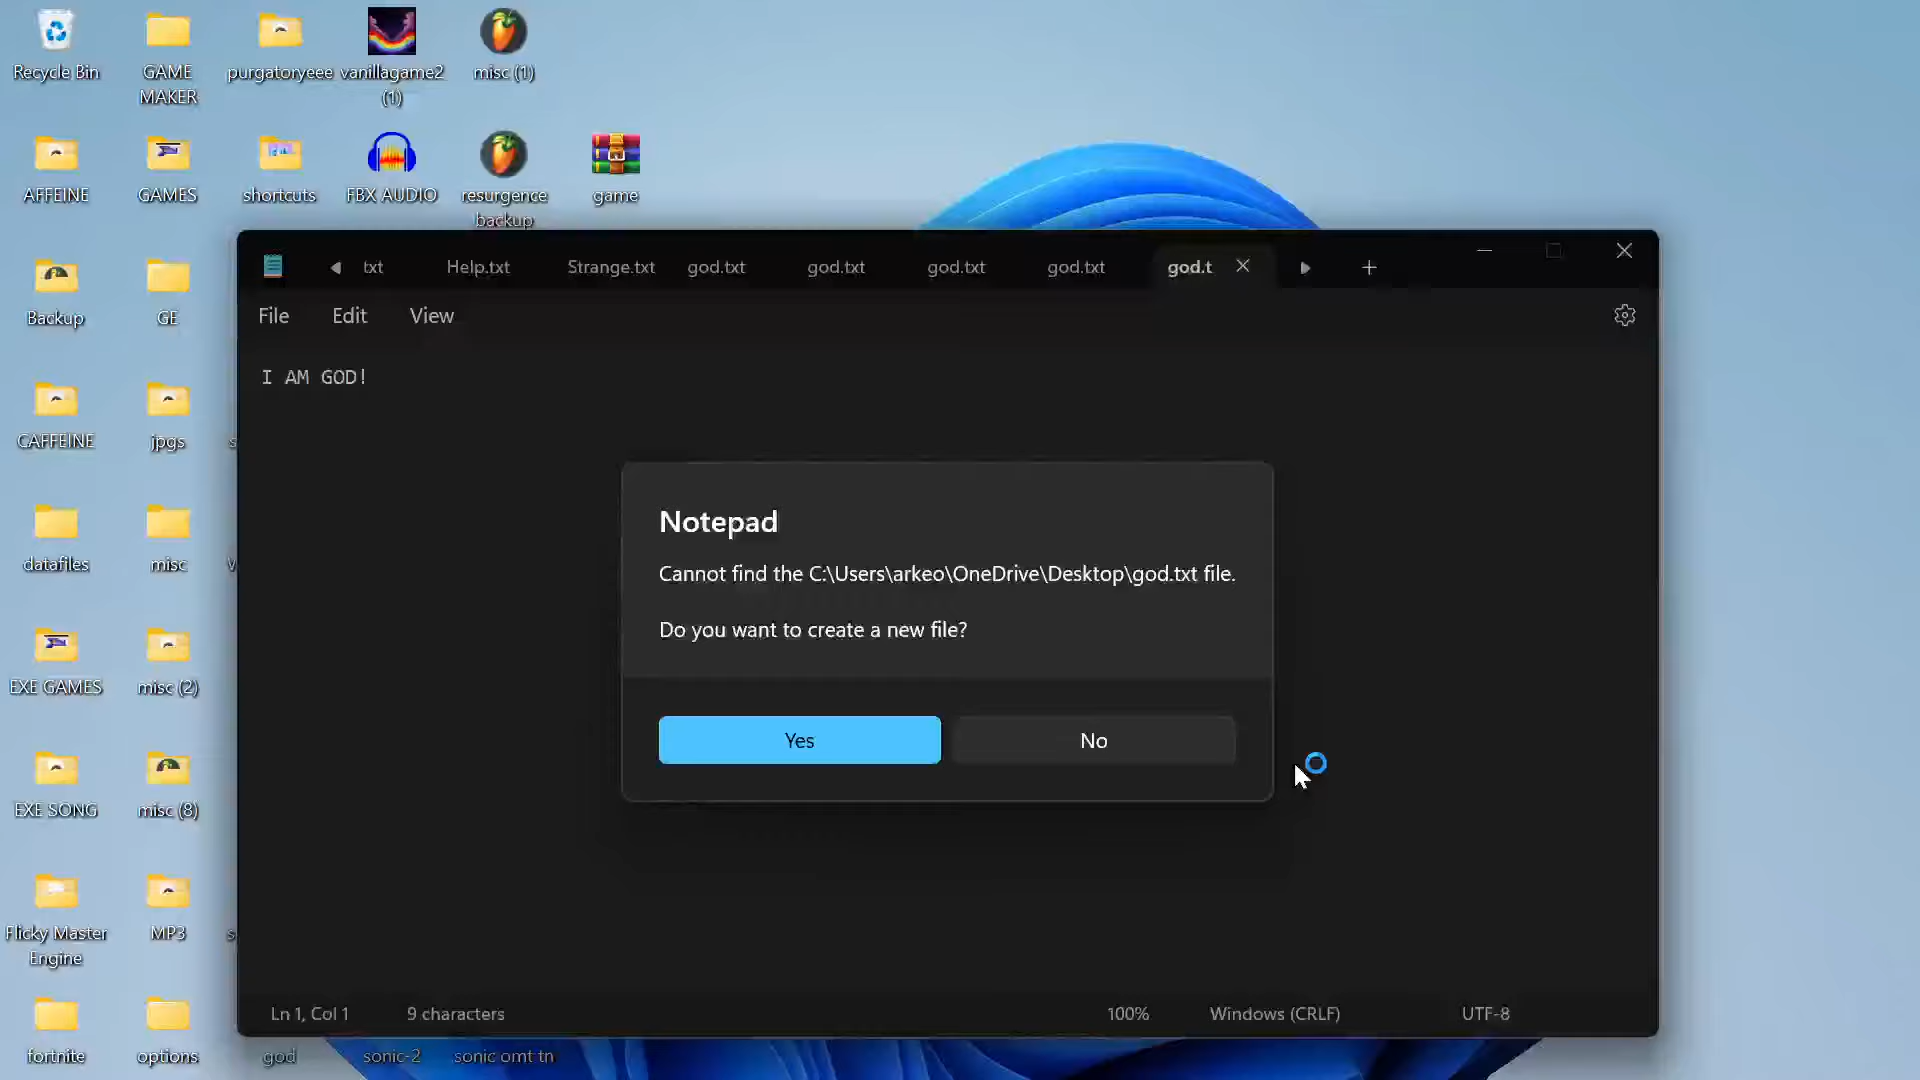 Recycle Bin
GAME MAKER
purgatoryeee
vanillagame2 (1)
misc (1)
AFFEINE
GAMES
shortcuts
FBX AUDIO
resurgence backup
game
Backup
GE
CAFFEINE
jpgs
datafiles
misc
EXE GAMES
misc (2)
EXE SONG
misc (8)
Flicky Master Engine
MP3
fortnite
options
god
sonic-2
sonic omt tn
txt
Help.txt
Strange.txt
god.txt
god.txt
god.txt
god.txt
god.t
File
Edit
View
I AM GOD!
Notepad
Cannot find the C:\Users\arkeo\OneDrive\Desktop\god.txt file.
Do you want to create a new file?
Yes
No
Ln 1, Col 1
9 characters
100%
Windows (CRLF)
UTF-8